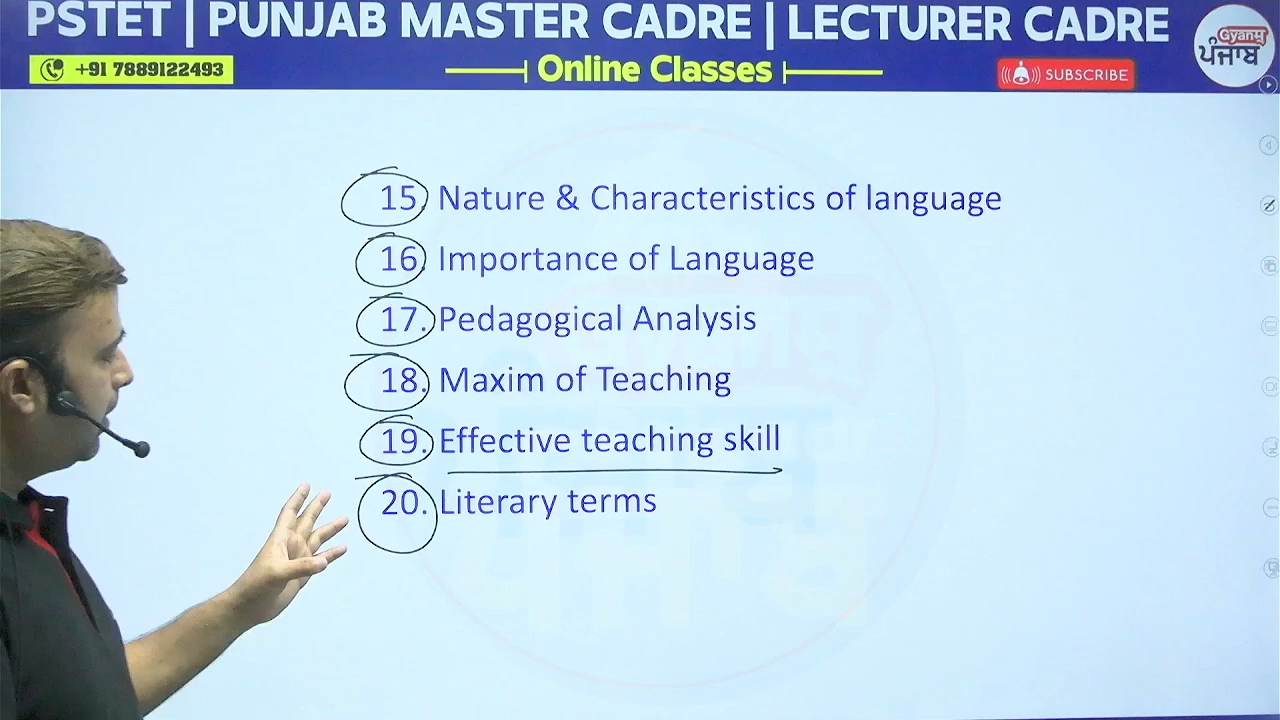 PSTET | PUNJAB MASTER CADRE | LECTURER CADRE
+91 7889122493
Online Classes
SUBSCRIBE
Gyanm
ਪੰਜਾਬ
15. Nature & Characteristics of language
16. Importance of Language
17. Pedagogical Analysis
18. Maxim of Teaching
19. Effective teaching skill
20. Literary terms